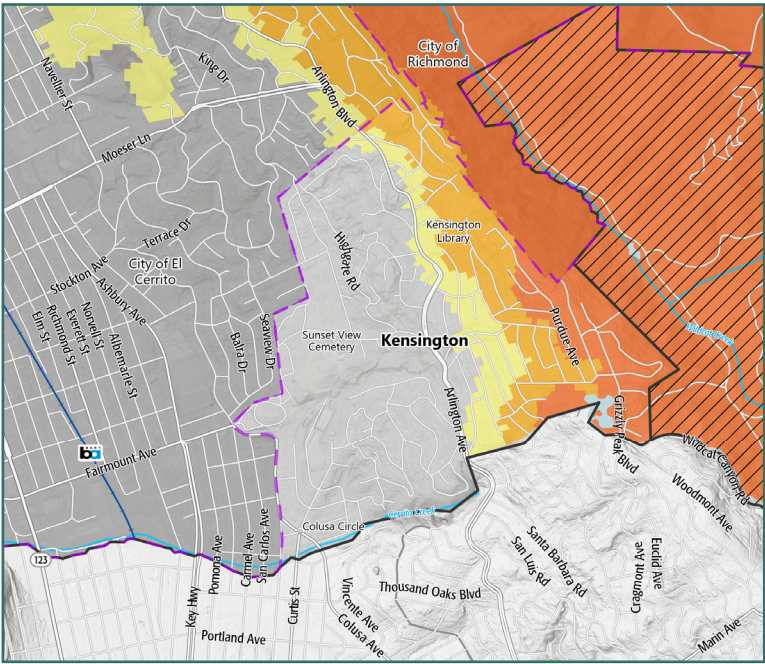 City of
Richmond
King Dr
Navellier St
Arlington Blvd
Moeser Ln
Kensington
Library
Terrace Dr
Highgate Rd
City of El
Cerrito
Stockton Ave
Ashbury Ave
Norvell St
Everett St
Richmond St
Elm St
Albemarle St
Balra Dr
Seaview Dr
Sunset View
Cemetery
Kensington
Purdue Ave
Wildcat Creek
Arlington Ave
Grizzly Peak
Blvd
Wildcat Canyon Rd
ba
Fairmount Ave
Woodmont Ave
Cerrito Creek
Colusa Circle
123
Pomona Ave
Carmel Ave
San Carlos Ave
Key Hwy
Curtis St
Portland Ave
Vincente Ave
Colusa Ave
Thousand Oaks Blvd
Santa Barbara Rd
San Luis Rd
Cragmont Ave
Euclid Ave
Marin Ave